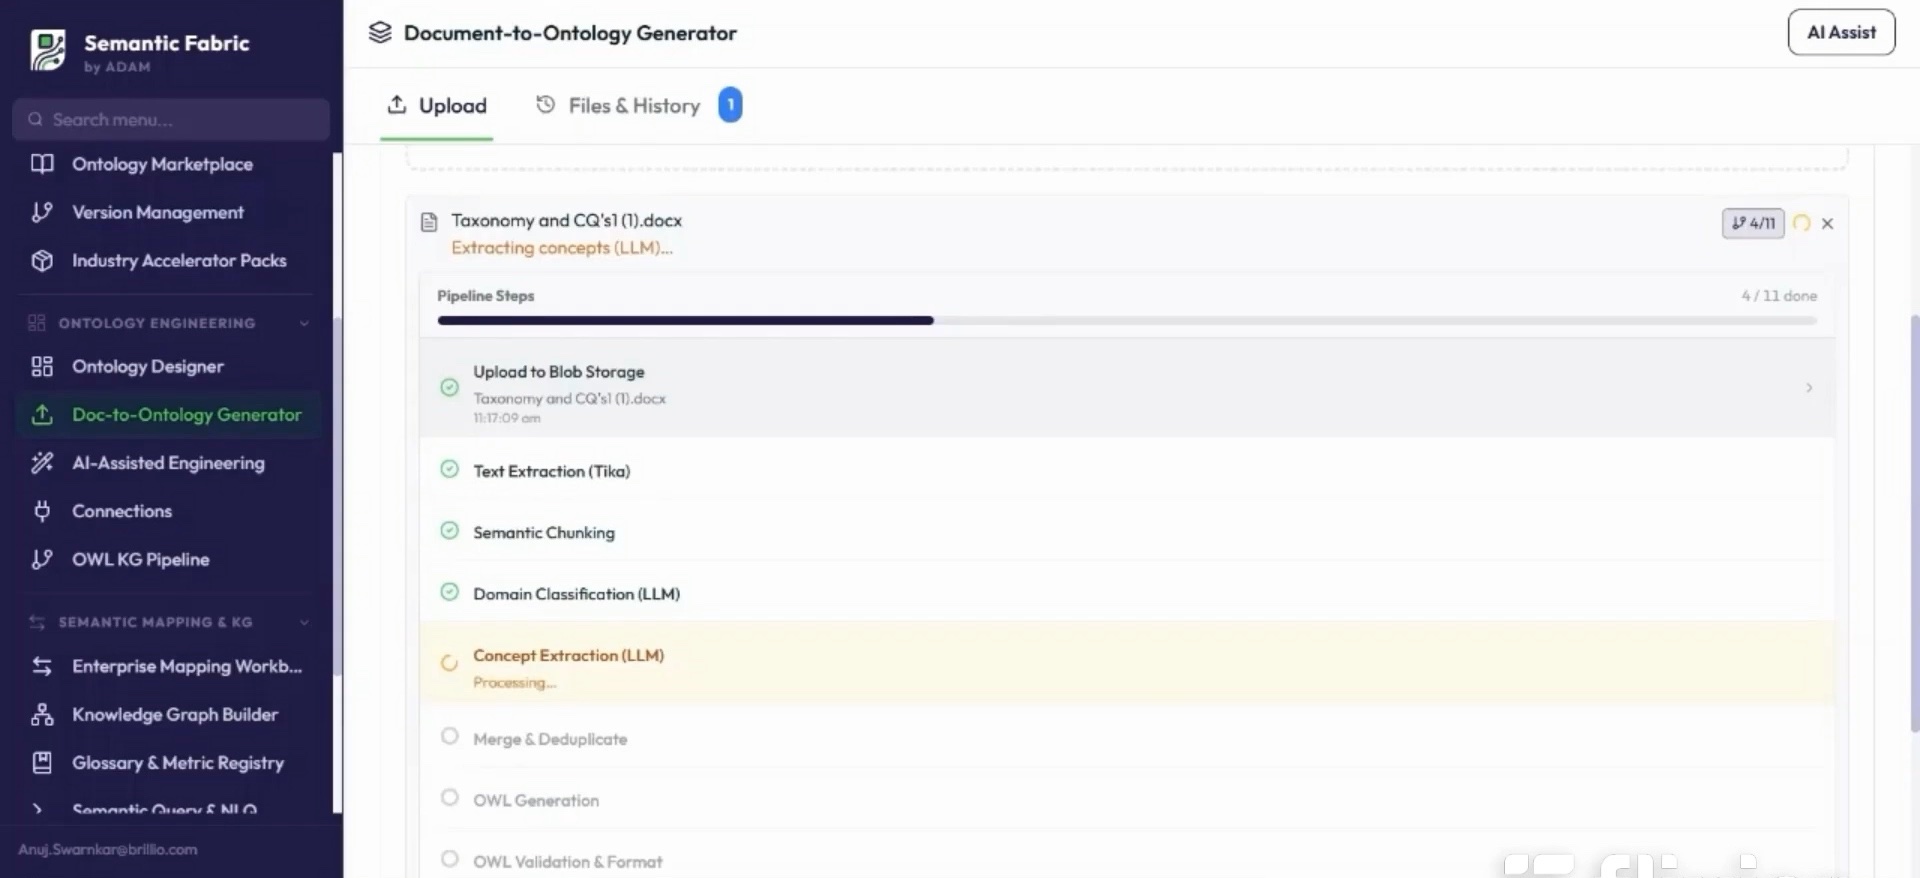 Semantic Fabric
by ADAM
Search menu...
Ontology Marketplace
Version Management
Industry Accelerator Packs
ONTOLOGY ENGINEERING
Ontology Designer
Doc-to-Ontology Generator
AI-Assisted Engineering
Connections
OWL KG Pipeline
SEMANTIC MAPPING & KG
Enterprise Mapping Workb...
Knowledge Graph Builder
Glossary & Metric Registry
Semantic Query & NLQ
Anuj.Swarnkar@brillio.com
Document-to-Ontology Generator
AI Assist
Upload
Files & History
1
Taxonomy and CQ's1 (1).docx
4/11
Extracting concepts (LLM)...
Pipeline Steps
4 / 11 done
Upload to Blob Storage
Taxonomy and CQ's1 (1).docx
11:17:09 am
Text Extraction (Tika)
Semantic Chunking
Domain Classification (LLM)
Concept Extraction (LLM)
Processing...
Merge & Deduplicate
OWL Generation
OWL Validation & Format